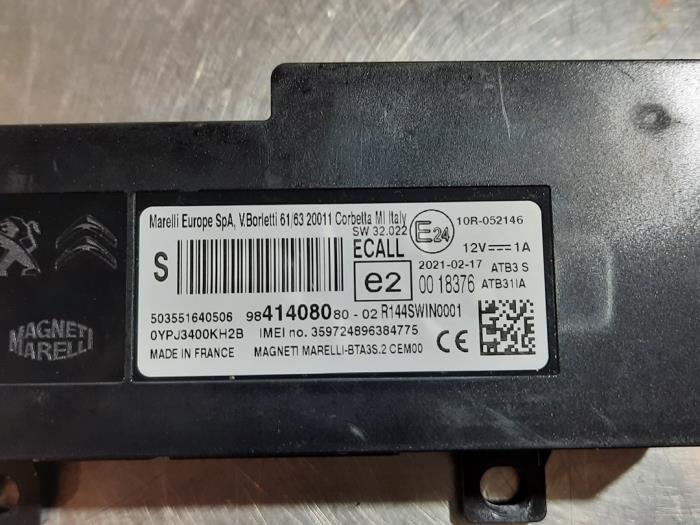 Marelli Europe SpA, V.Borletti 61/63 20011 Corbetta MI Italy
SW 32.022
ECALL
E24
10R-052146
12V 1A
S
e2
2021-02-17 ATB3 S
00 18376 ATB31IA
503551640506 9841408080-02 R144SWIN0001
0YPJ3400KH2B IMEI no. 359724896384775
MADE IN FRANCE MAGNETI MARELLI-BTA3S.2 CEM00
CE
MAGNETI
MARELLI